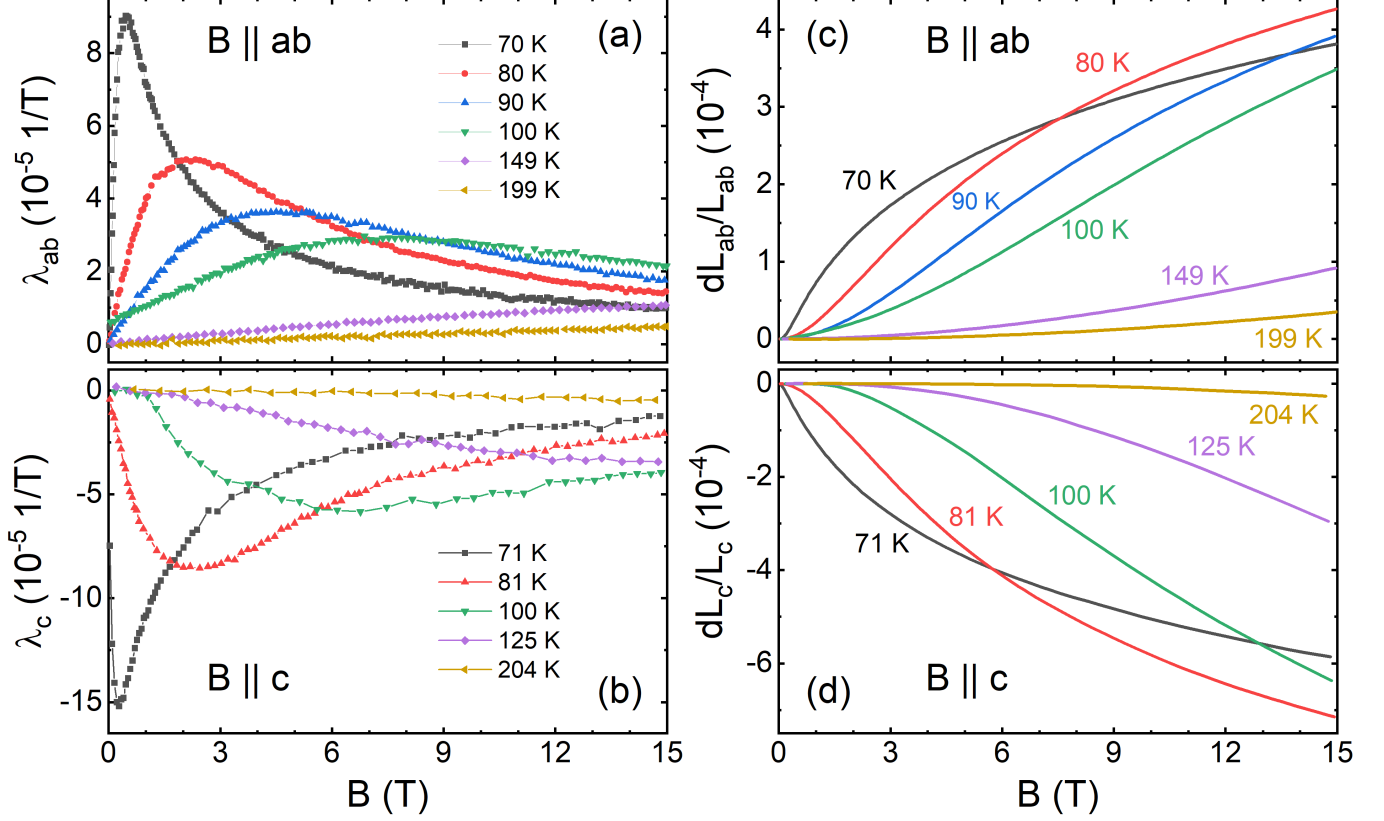 B || ab
(a)
λab (10-5 1/T)
8
6
4
2
0
70 K
80 K
90 K
100 K
149 K
199 K
(c)
B || ab
dLab/Lab (10-4)
4
3
2
1
0
80 K
70 K
90 K
100 K
149 K
199 K
λc (10-5 1/T)
0
-5
-10
-15
71 K
81 K
100 K
125 K
204 K
B || c
(b)
0 3 6 9 12 15
B (T)
dLc/Lc (10-4)
0
-2
-4
-6
204 K
125 K
100 K
81 K
71 K
(d)
B || c
0 3 6 9 12 15
B (T)